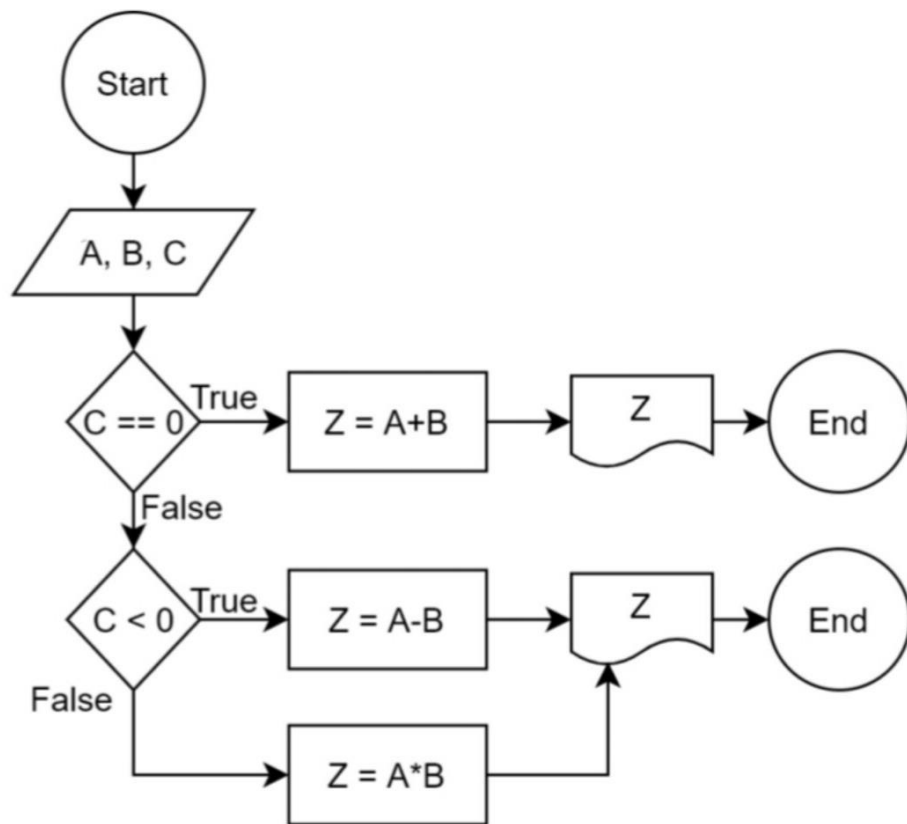 Start
A, B, C
C == 0
True
Z = A+B
Z
End
False
C < 0
True
Z = A-B
Z
End
False
Z = A*B